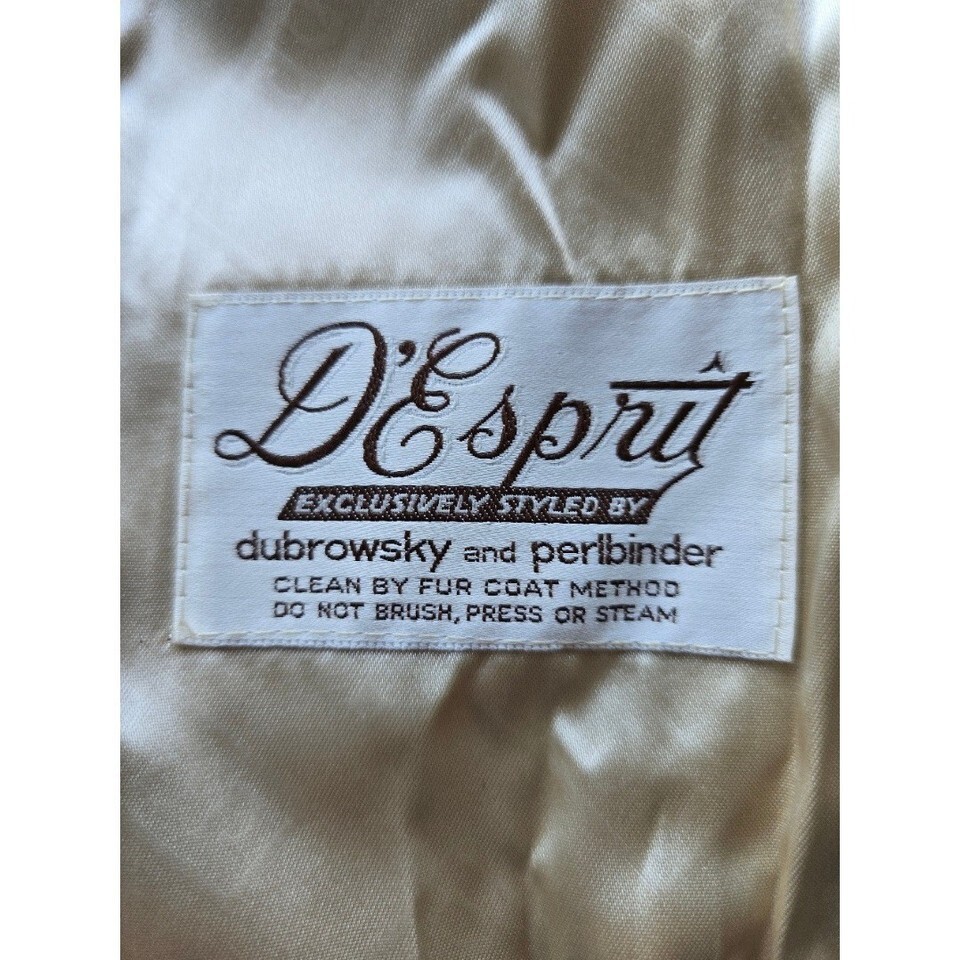 D'Esprit
EXCLUSIVELY STYLED BY
dubrowsky and perlbinder
CLEAN BY FUR COAT METHOD
DO NOT BRUSH, PRESS OR STEAM